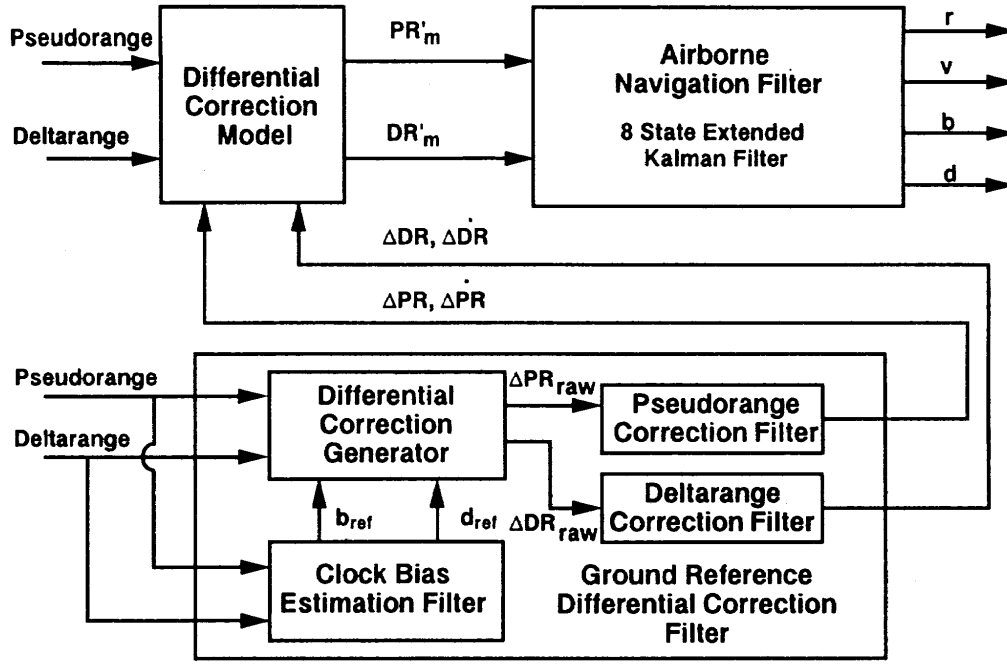 Pseudorange
Deltarange
Differential
Correction
Model
PR'm
DR'm
Airborne
Navigation Filter
8 State Extended
Kalman Filter
r
v
b
d
ΔDR, ΔḊR
ΔPR, ΔṖR
Pseudorange
Deltarange
Differential
Correction
Generator
ΔPRraw
Pseudorange
Correction Filter
Deltarange
Correction Filter
bref
dref
ΔDRraw
Clock Bias
Estimation Filter
Ground Reference
Differential Correction
Filter